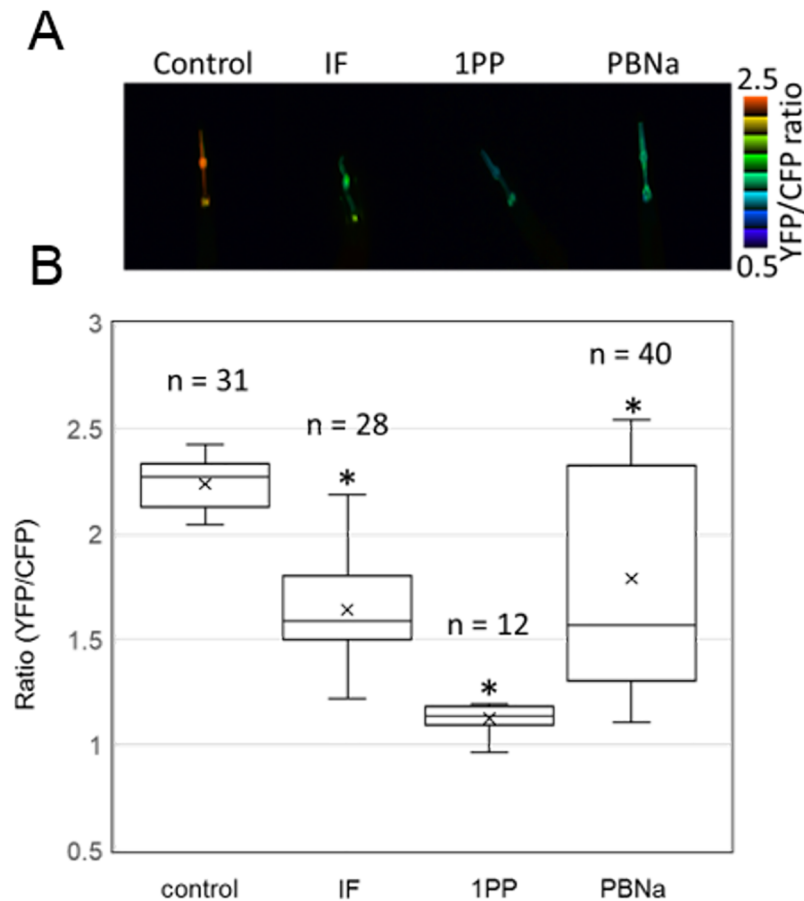 A
Control IF 1PP PBNa
2.5
YFP/CFP ratio
0.5
B
3
n = 40
n = 31
n = 28
*
2.5
*
2
n = 12
1.5
*
1
0.5
Ratio (YFP/CFP)
control IF 1PP PBNa